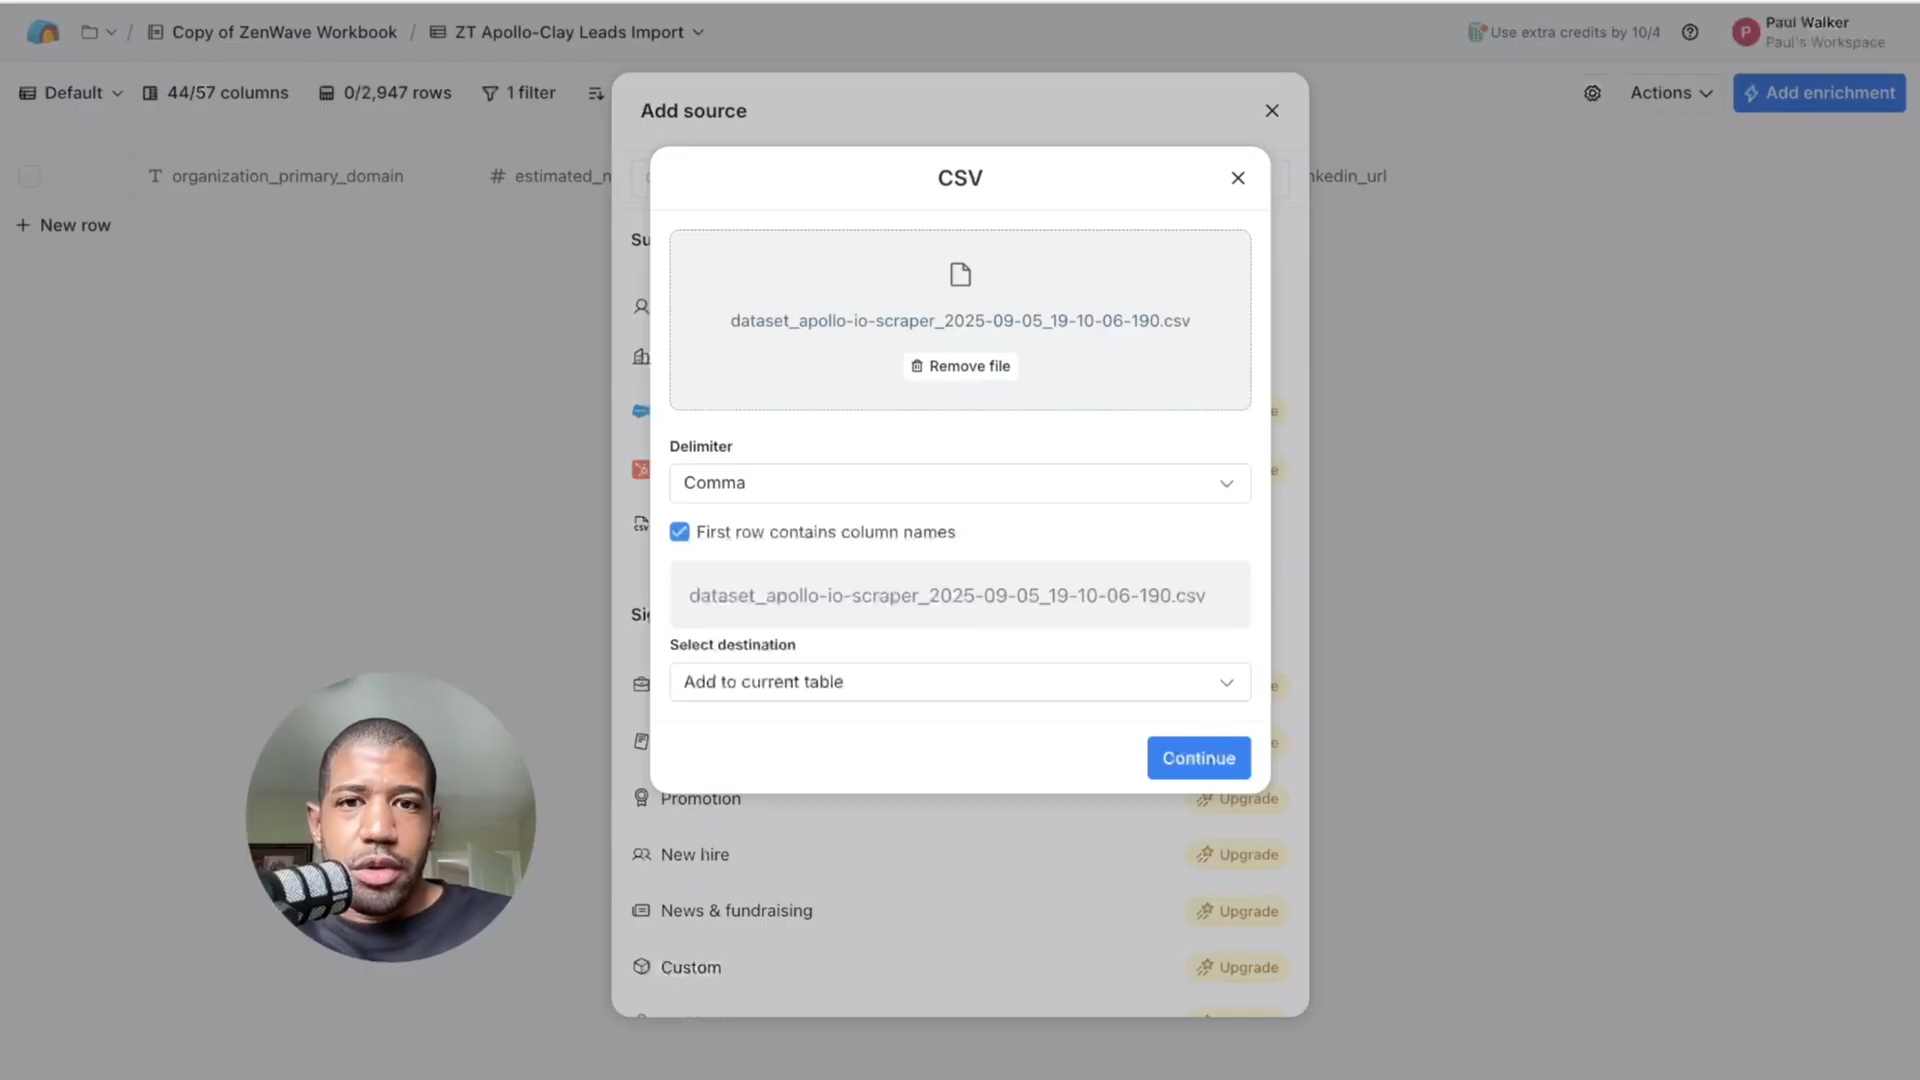 Copy of ZenWave Workbook / ZT Apollo-Clay Leads Import
Use extra credits by 10/4
P
Paul Walker
Paul's Workspace
Default
44/57 columns
0/2,947 rows
1 filter
Actions
Add enrichment
Add source
organization_primary_domain
# estimated_n
nkedin_url
+ New row
CSV
dataset_apollo-io-scraper_2025-09-05_19-10-06-190.csv
Remove file
Delimiter
Comma
First row contains column names
dataset_apollo-io-scraper_2025-09-05_19-10-06-190.csv
Select destination
Add to current table
Continue
Su
CSV
Si
Promotion
Upgrade
New hire
Upgrade
News & fundraising
Upgrade
Custom
Upgrade